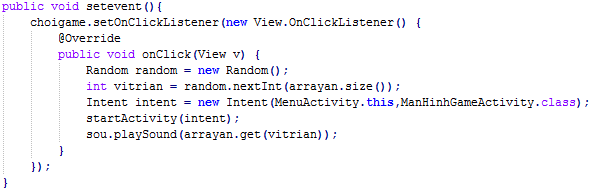 public void setevent(){
    choigame.setOnClickListener(new View.OnClickListener() {
        @Override
        public void onClick(View v) {
            Random random = new Random();
            int vitrian = random.nextInt(arrayan.size());
            Intent intent = new Intent(MenuActivity.this,ManHinhGameActivity.class);
            startActivity(intent);
            sou.playSound(arrayan.get(vitrian));
        }
    });
}